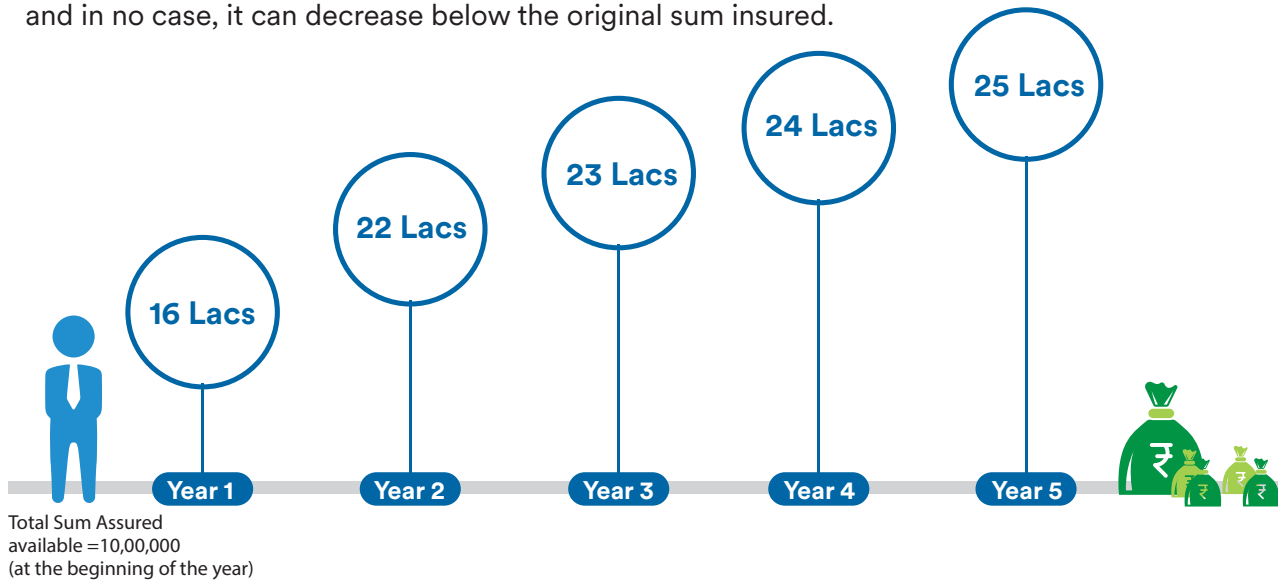 and in no case, it can decrease below the original sum insured.
16 Lacs
22 Lacs
23 Lacs
24 Lacs
25 Lacs
Year 1
Year 2
Year 3
Year 4
Year 5
₹
₹
₹
₹
₹
Total Sum Assured
available =10,00,000
(at the beginning of the year)